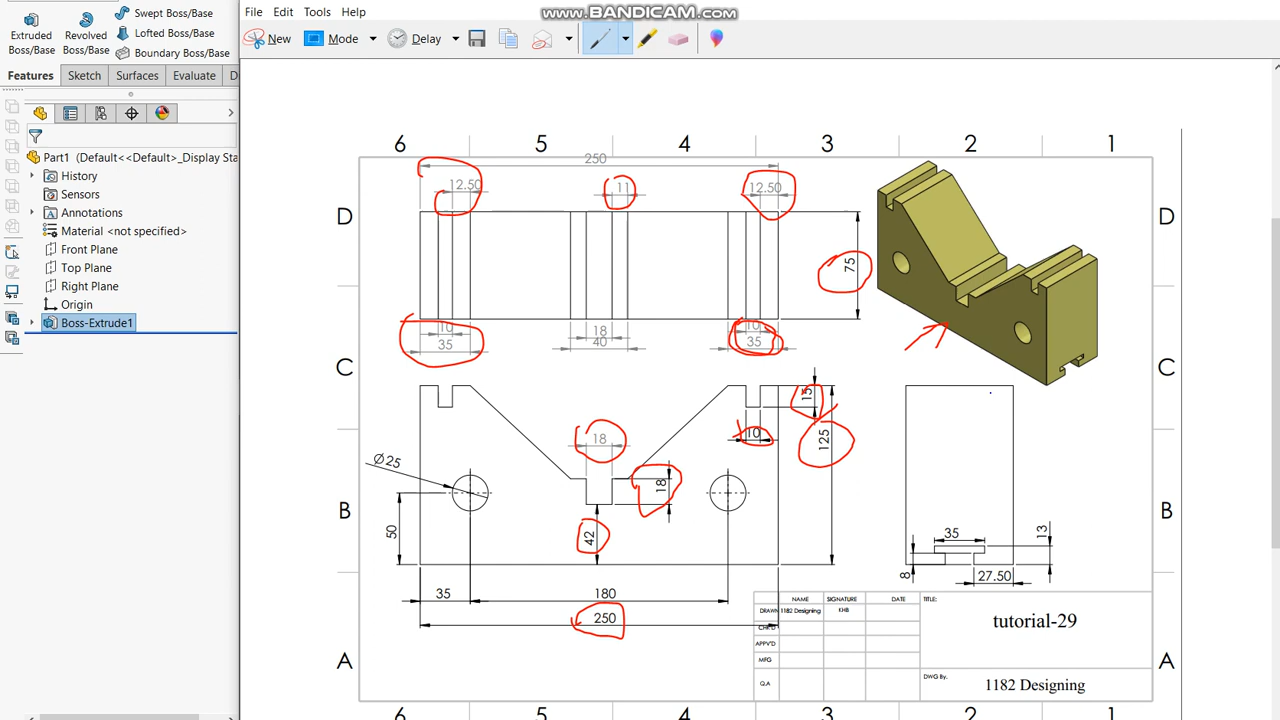 Extruded Boss/Base
Revolved Boss/Base
Swept Boss/Base
Lofted Boss/Base
Boundary Boss/Base
Features Sketch Surfaces Evaluate D
Part1 (Default<<Default>_Display Sta
History
Sensors
Annotations
Material <not specified>
Front Plane
Top Plane
Right Plane
Origin
Boss-Extrude1
File Edit Tools Help
www.BANDICAM.com
New Mode Delay
6 5 4 3 2 1
250
12.50 11 12.50
D D
75
10 18 10
35 40 35
C C
15
18 10
125
Ø25
18
B B
50
42
35 13
8 27.50
35 180
250
NAME SIGNATURE DATE TITLE:
DRAWN 1182 Designing KHB
CHK'D
APPV'D
MFG
Q.A
tutorial-29
DWG By.
1182 Designing
A A
6 5 4 3 2 1